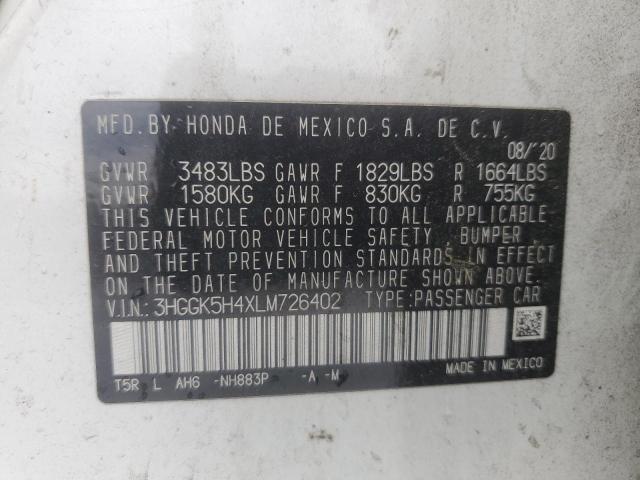 MFD. BY HONDA DE MEXICO S.A. DE C.V.
08/'20
GVWR 3483LBS GAWR F 1829LBS R 1664LBS
GVWR 1580KG GAWR F 830KG R 755KG
THIS VEHICLE CONFORMS TO ALL APPLICABLE
FEDERAL MOTOR VEHICLE SAFETY, BUMPER,
AND THEFT PREVENTION STANDARDS IN EFFECT
ON THE DATE OF MANUFACTURE SHOWN ABOVE.
V.I.N.: 3HGGK5H4XLM726402 TYPE:PASSENGER CAR
T5R L AH6 -NH883P -A -M
MADE IN MEXICO